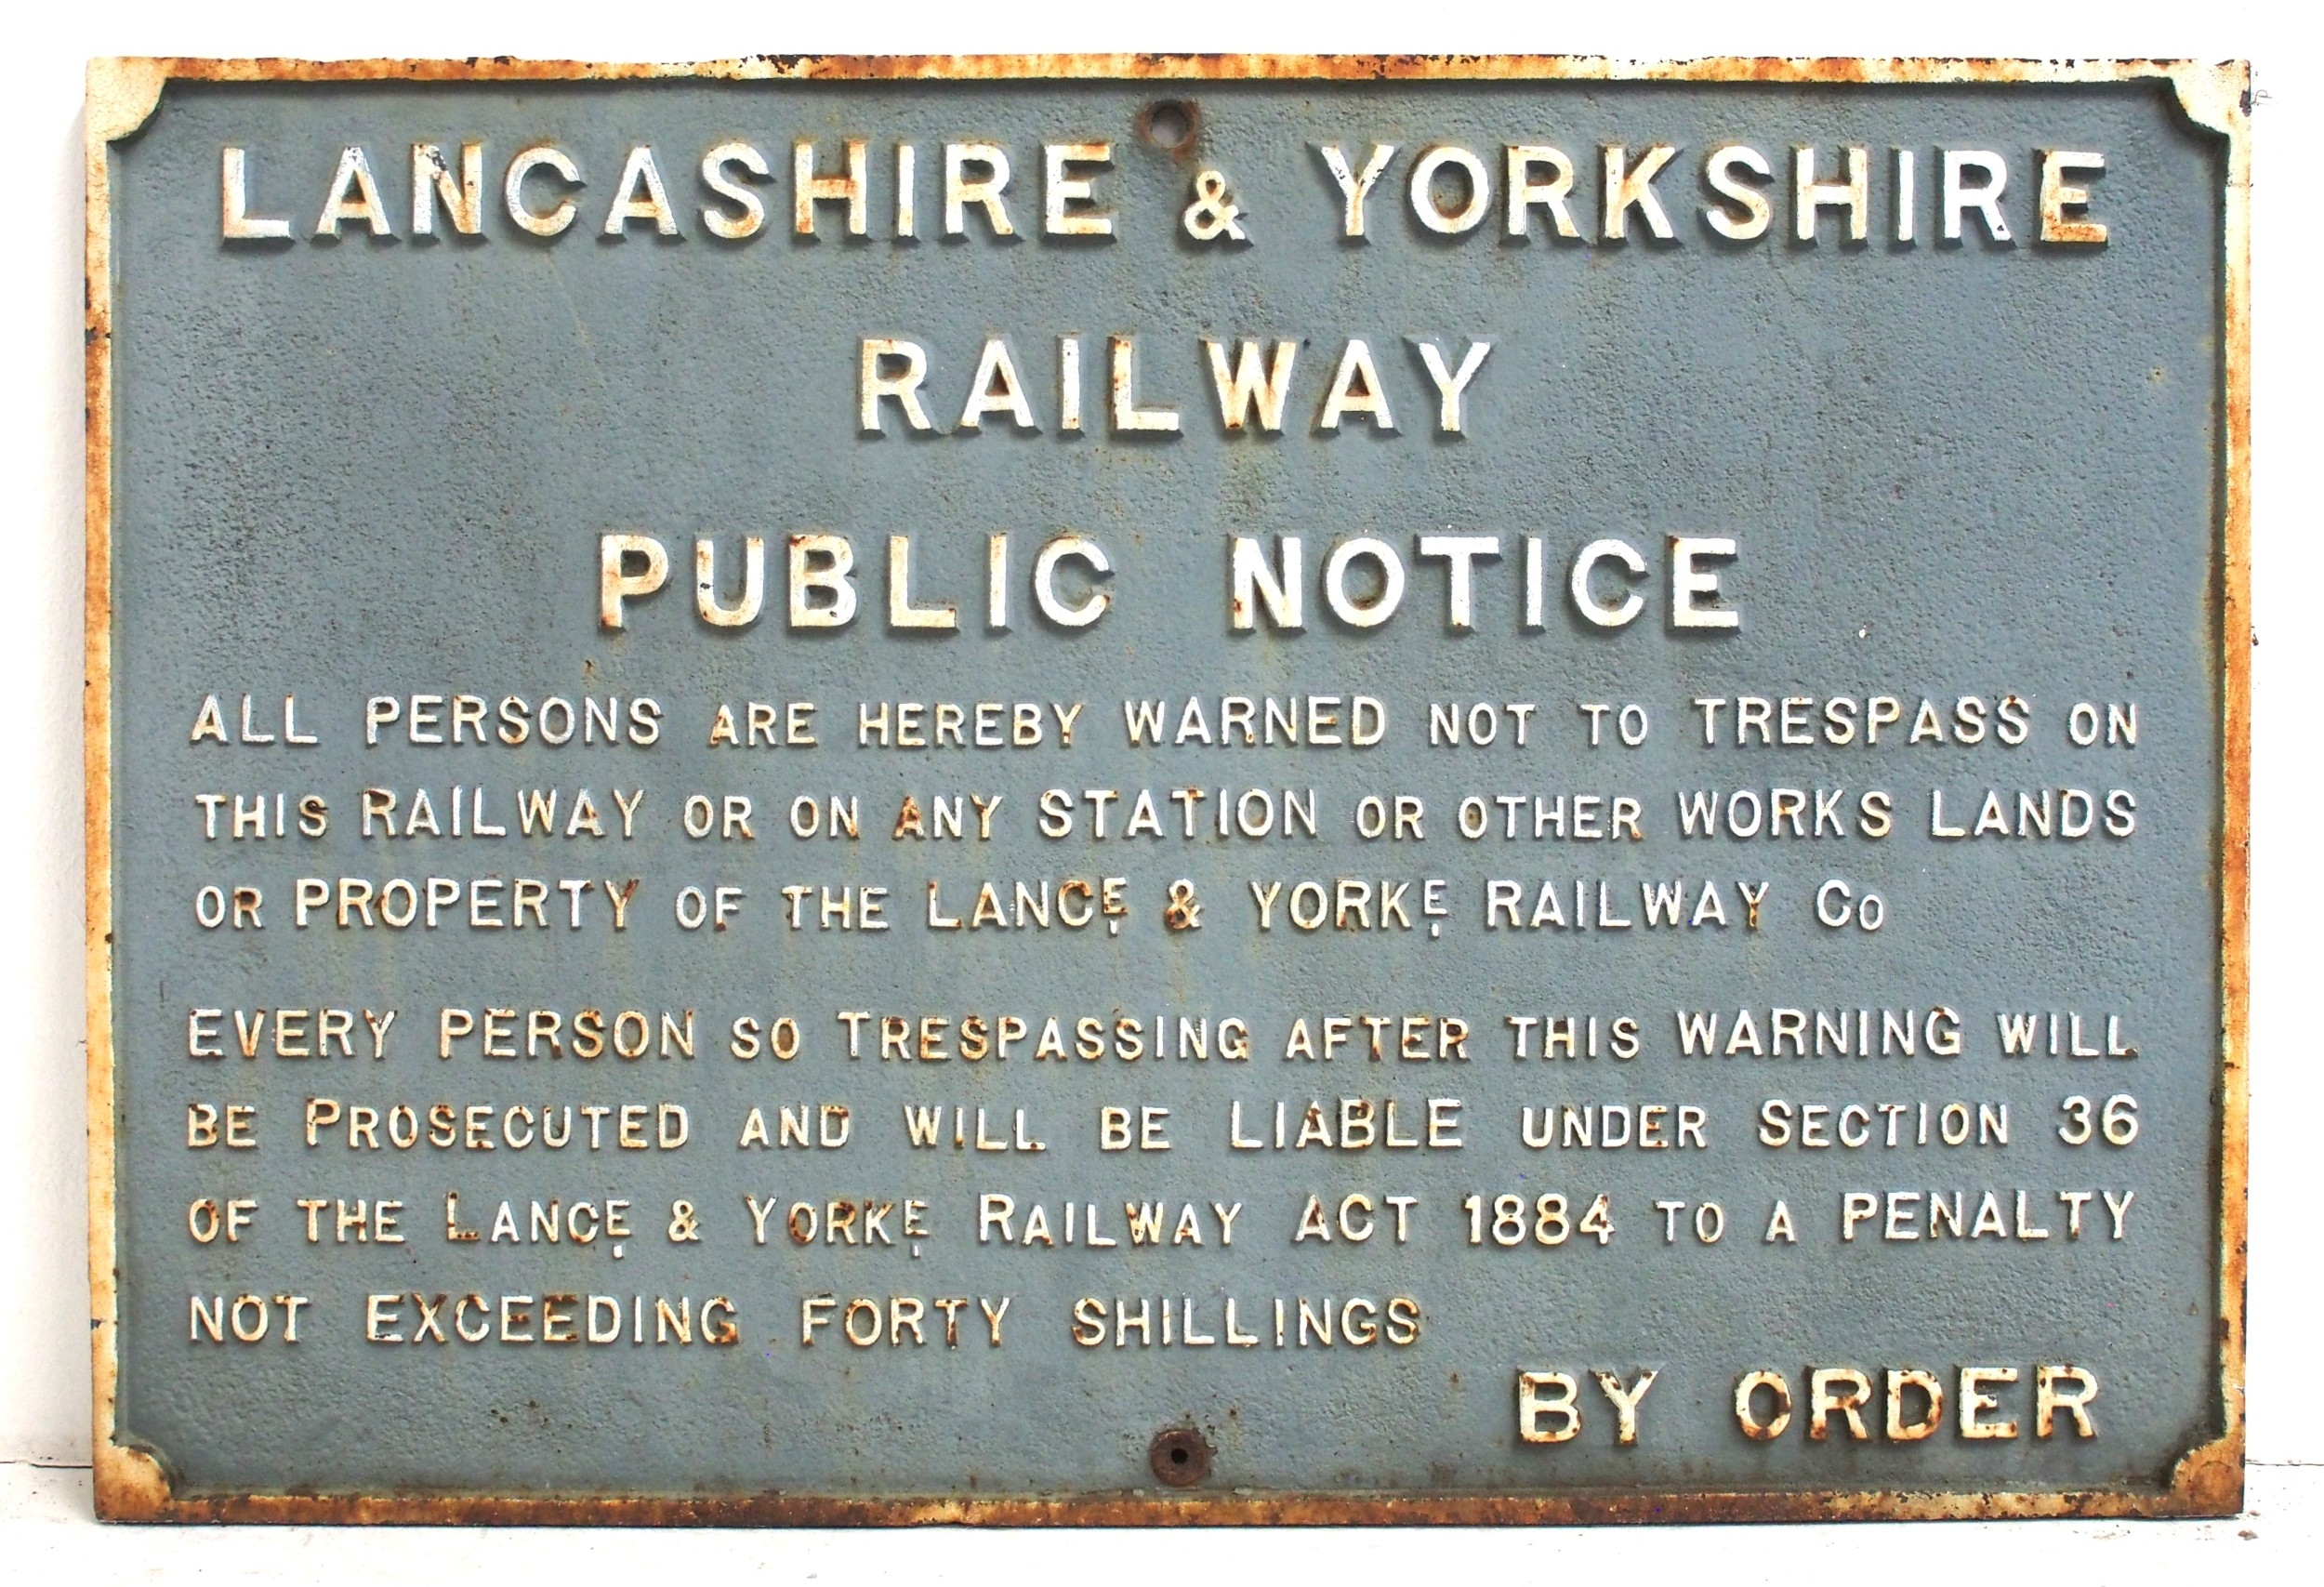 LANCASHIRE & YORKSHIRE
RAILWAY
PUBLIC NOTICE
ALL PERSONS ARE HEREBY WARNED NOT TO TRESPASS ON
THIS RAILWAY OR ON ANY STATION OR OTHER WORKS LANDS
OR PROPERTY OF THE LANCE & YORKE RAILWAY Co
EVERY PERSON SO TRESPASSING AFTER THIS WARNING WILL
BE PROSECUTED AND WILL BE LIABLE UNDER SECTION 36
OF THE LANCE & YORKE RAILWAY ACT 1884 TO A PENALTY
NOT EXCEEDING FORTY SHILLINGS
BY ORDER